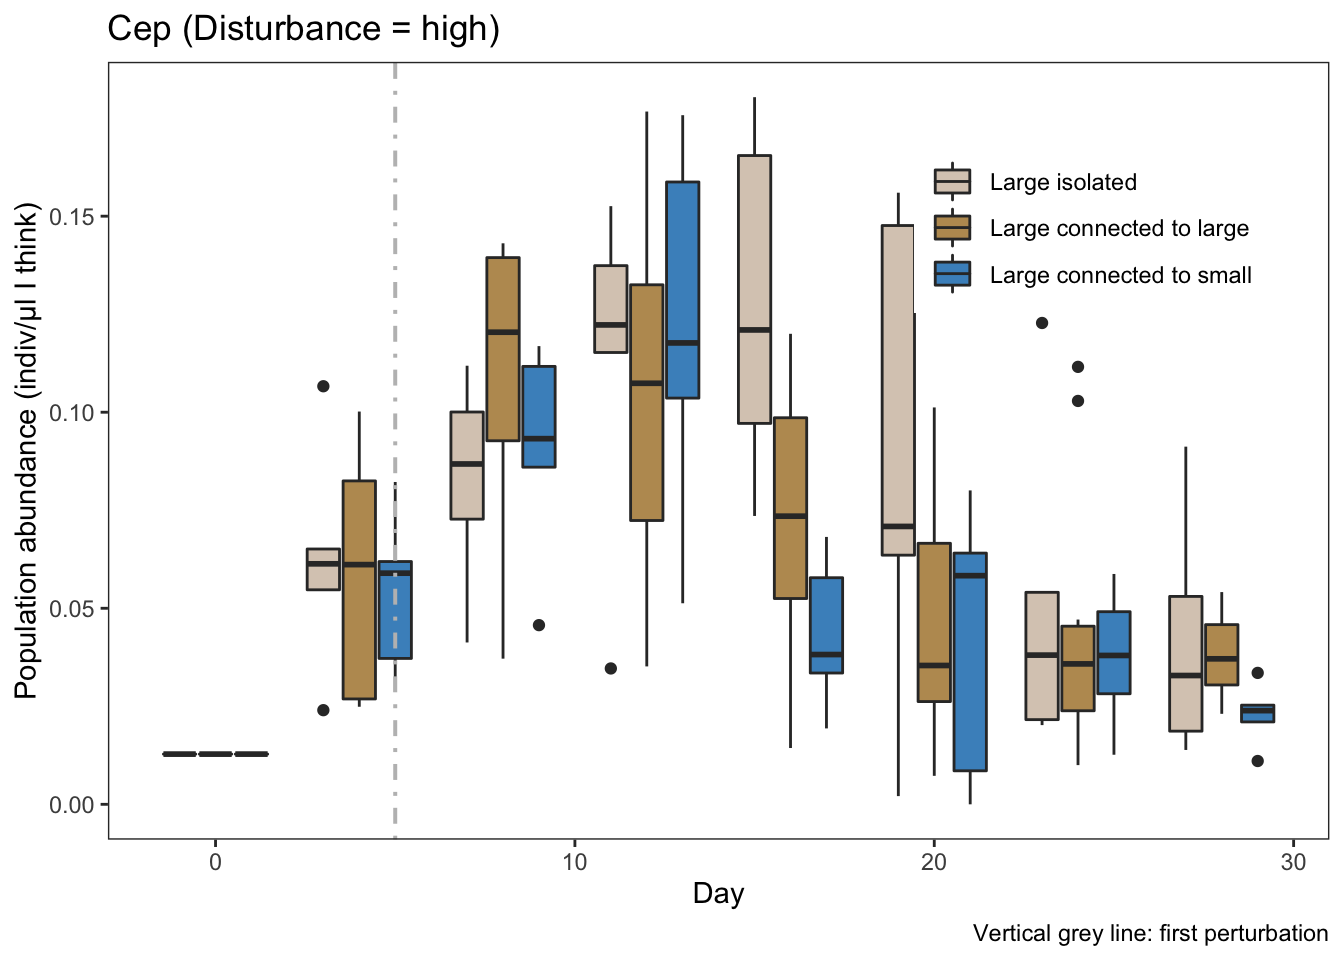 Cep (Disturbance = high)
Population abundance (indiv/µl I think)
0.15
0.10
0.05
0.00
Large isolated
Large connected to large
Large connected to small
0 10 20 30
Day
Vertical grey line: first perturbation